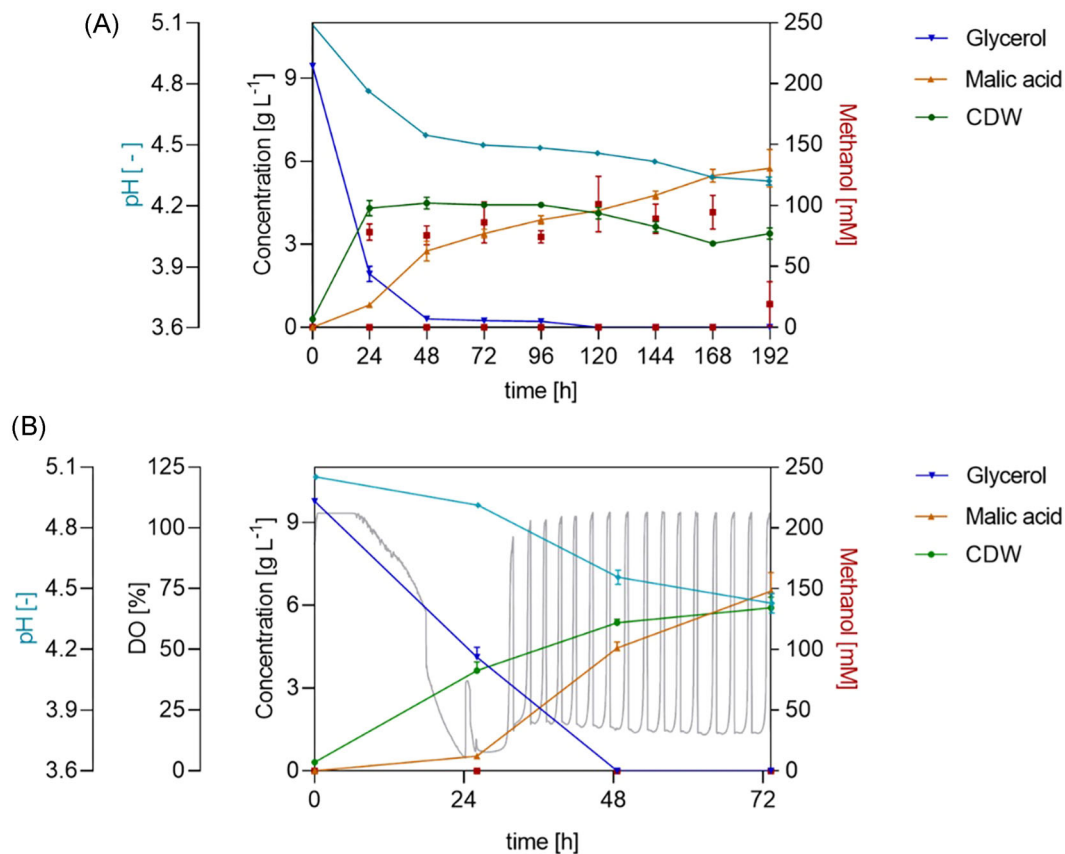 (A)
5.1
4.8
4.5
4.2
3.9
3.6
pH [ - ]
9
6
3
0
Concentration [g L-1]
250
200
150
100
50
0
Methanol [mM]
0 24 48 72 96 120 144 168 192
time [h]
Glycerol
Malic acid
CDW
(B)
5.1
4.8
4.5
4.2
3.9
3.6
pH [-]
125
100
75
50
25
0
DO [%]
9
6
3
0
Concentration [g L-1]
250
200
150
100
50
0
Methanol [mM]
0 24 48 72
time [h]
Glycerol
Malic acid
CDW